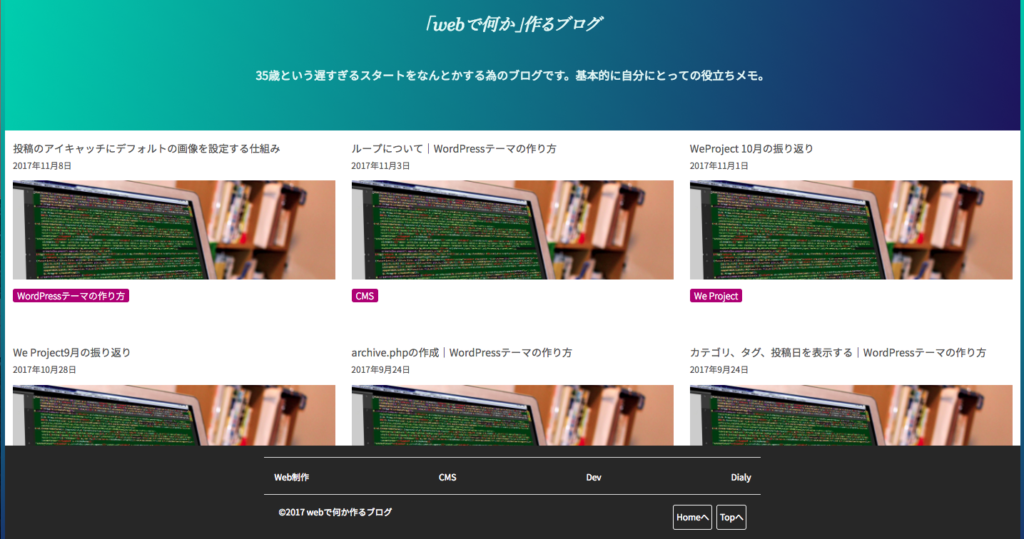 「webで何か」作るブログ
35歳という遅すぎるスタートをなんとかする為のブログです。基本的に自分にとっての役立ちメモ。
投稿のアイキャッチにデフォルトの画像を設定する仕組み
2017年11月8日
WordPressテーマの作り方
ループについて｜WordPressテーマの作り方
2017年11月3日
CMS
WeProject 10月の振り返り
2017年11月1日
We Project
We Project9月の振り返り
2017年10月28日
archive.phpの作成｜WordPressテーマの作り方
2017年9月24日
カテゴリ、タグ、投稿日を表示する｜WordPressテーマの作り方
2017年9月24日
Web制作
CMS
Dev
Dialy
©2017 webで何か作るブログ
Homeへ
Topへ